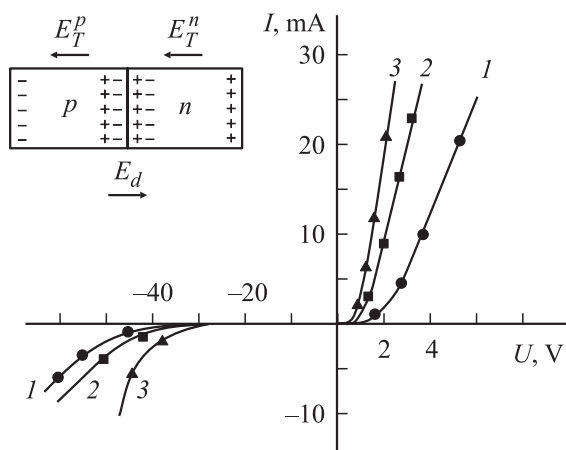 E_T^p E_T^n
– + – + – +
– + – + – +
– p + – + – n +
– + – + – +
– + – + – +
E_d
I, mA
30
3 2 1
20
10
–40 –20
2 4
U, V
1 2 3
–10